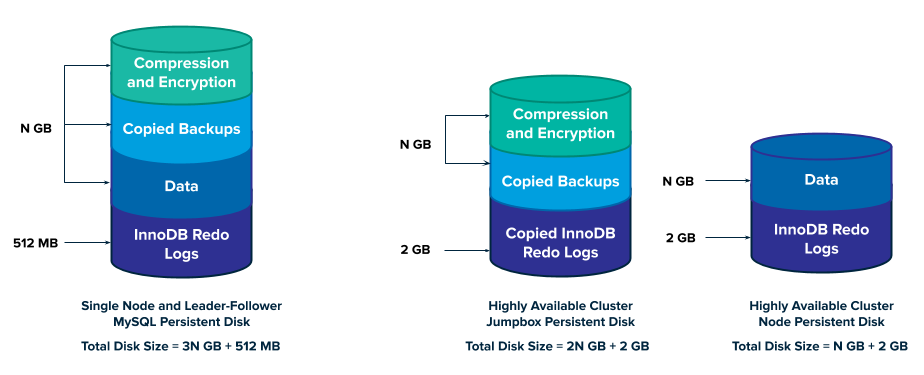 Compression
and Encryption
Copied Backups
N GB
Data
512 MB
InnoDB Redo
Logs
Single Node and Leader-Follower
MySQL Persistent Disk
Total Disk Size = 3N GB + 512 MB
Compression
and Encryption
N GB
Copied Backups
2 GB
Copied InnoDB
Redo Logs
Highly Available Cluster
Jumpbox Persistent Disk
Total Disk Size = 2N GB + 2 GB
N GB
Data
2 GB
InnoDB Redo
Logs
Highly Available Cluster
Node Persistent Disk
Total Disk Size = N GB + 2 GB